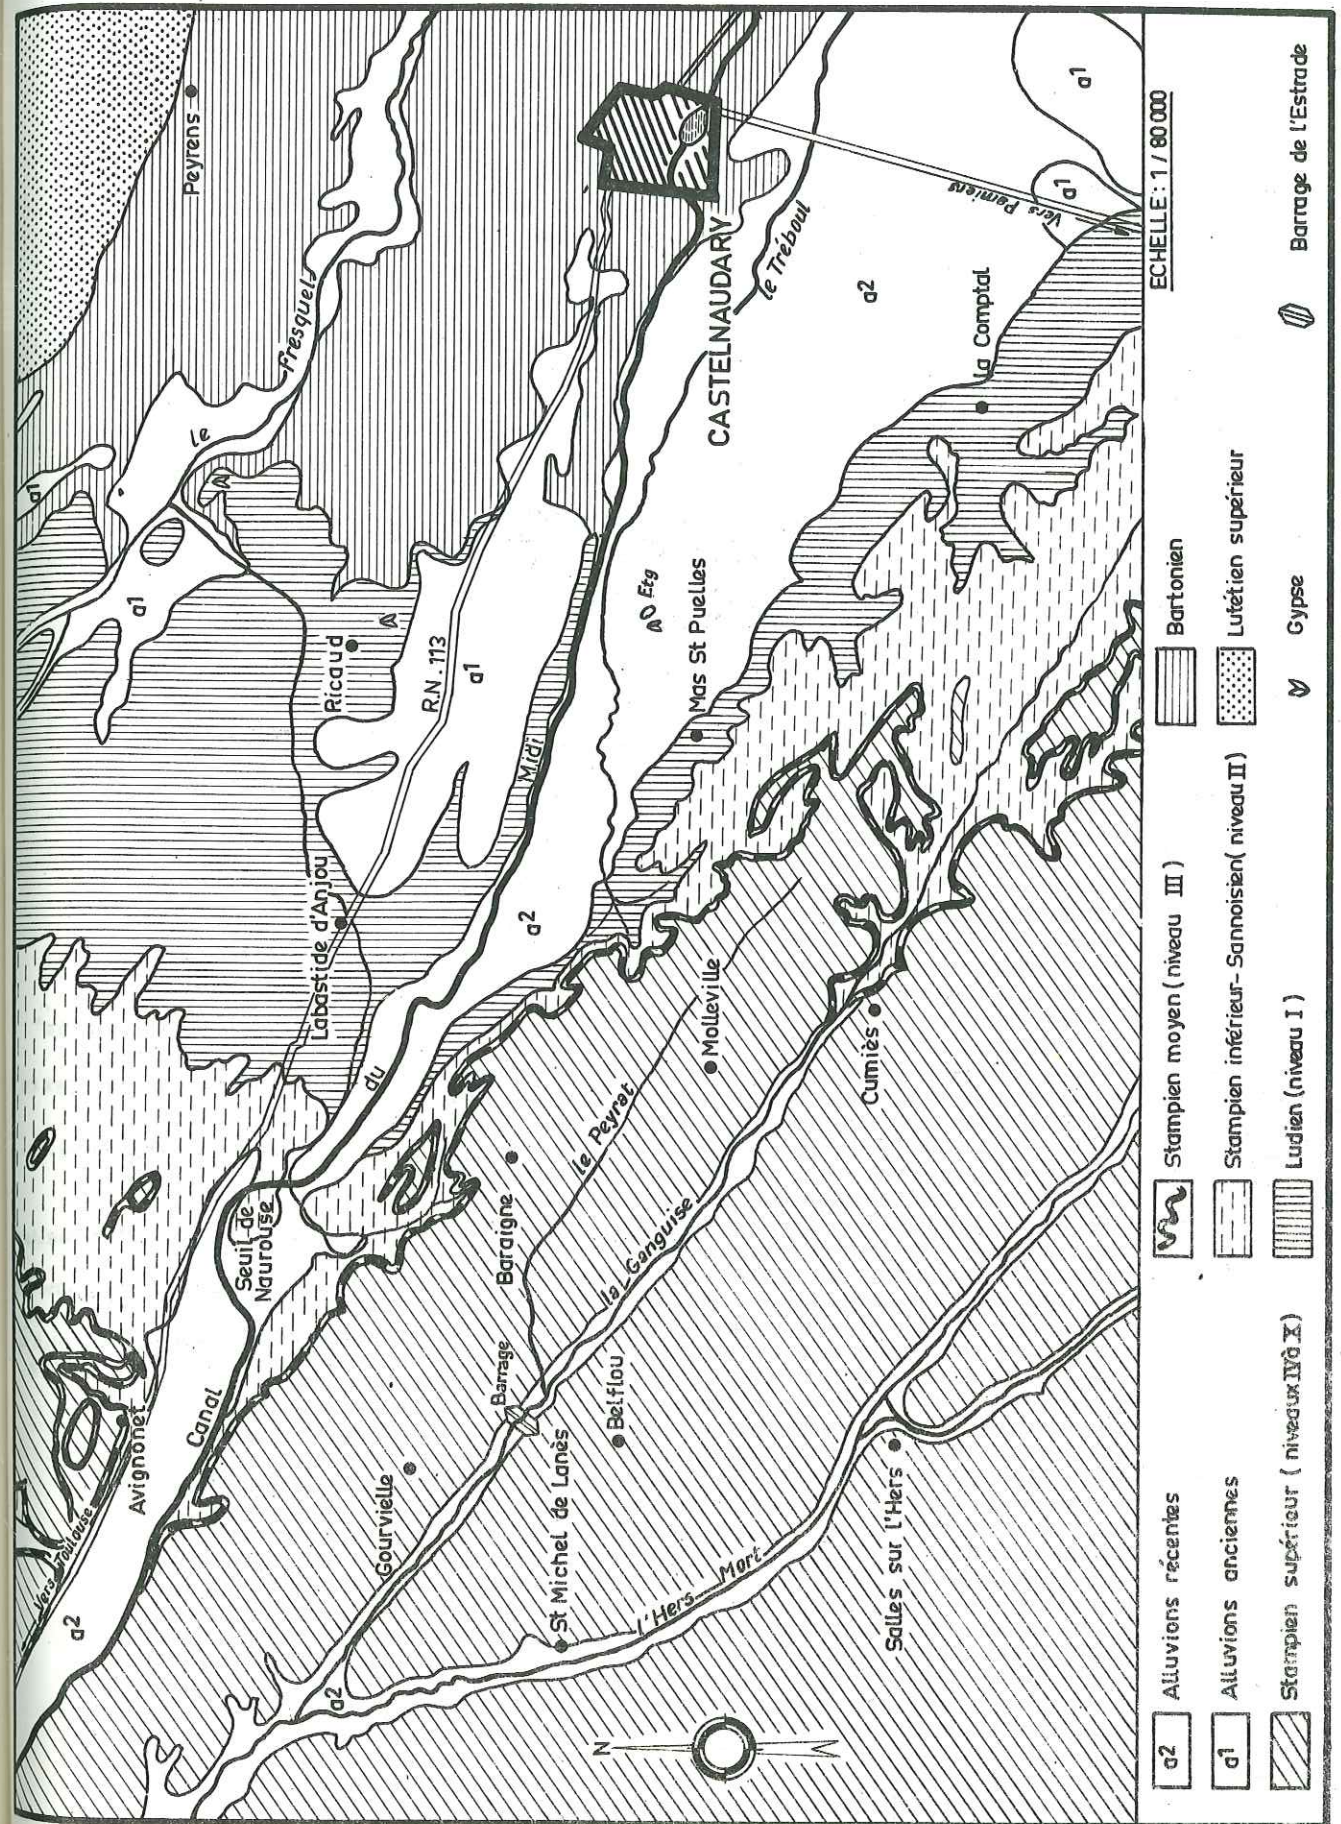 Peyrens
le Fresquel
a1
a1
Ricaud
R.N. 113
a1
Labastide d'Anjou
Canal du Midi
Seuil de
Naurouse
Avignonet
Vers Toulouse
a2
a2
CASTELNAUDARY
le Tréboul
a2
Etg
Mas St Puelles
La Comptal
Vers Pamiers
a1
a1
Molleville
le Peyrat
Baraigne
Cumiès
la Ganguise
Barrage
Belflou
Gourvielle
St Michel de Lanès
l'Hers Mort
Salles sur l'Hers
a2
N
ECHELLE : 1 / 80 000
a2 Alluvions récentes
a1 Alluvions anciennes
Stampien supérieur ( niveaux IV à X )
Stampien moyen ( niveau III )
Stampien inférieur - Sannoisien ( niveau II )
Ludien ( niveau I )
Bartonien
Lutétien supérieur
Gypse
Barrage de l'Estrade